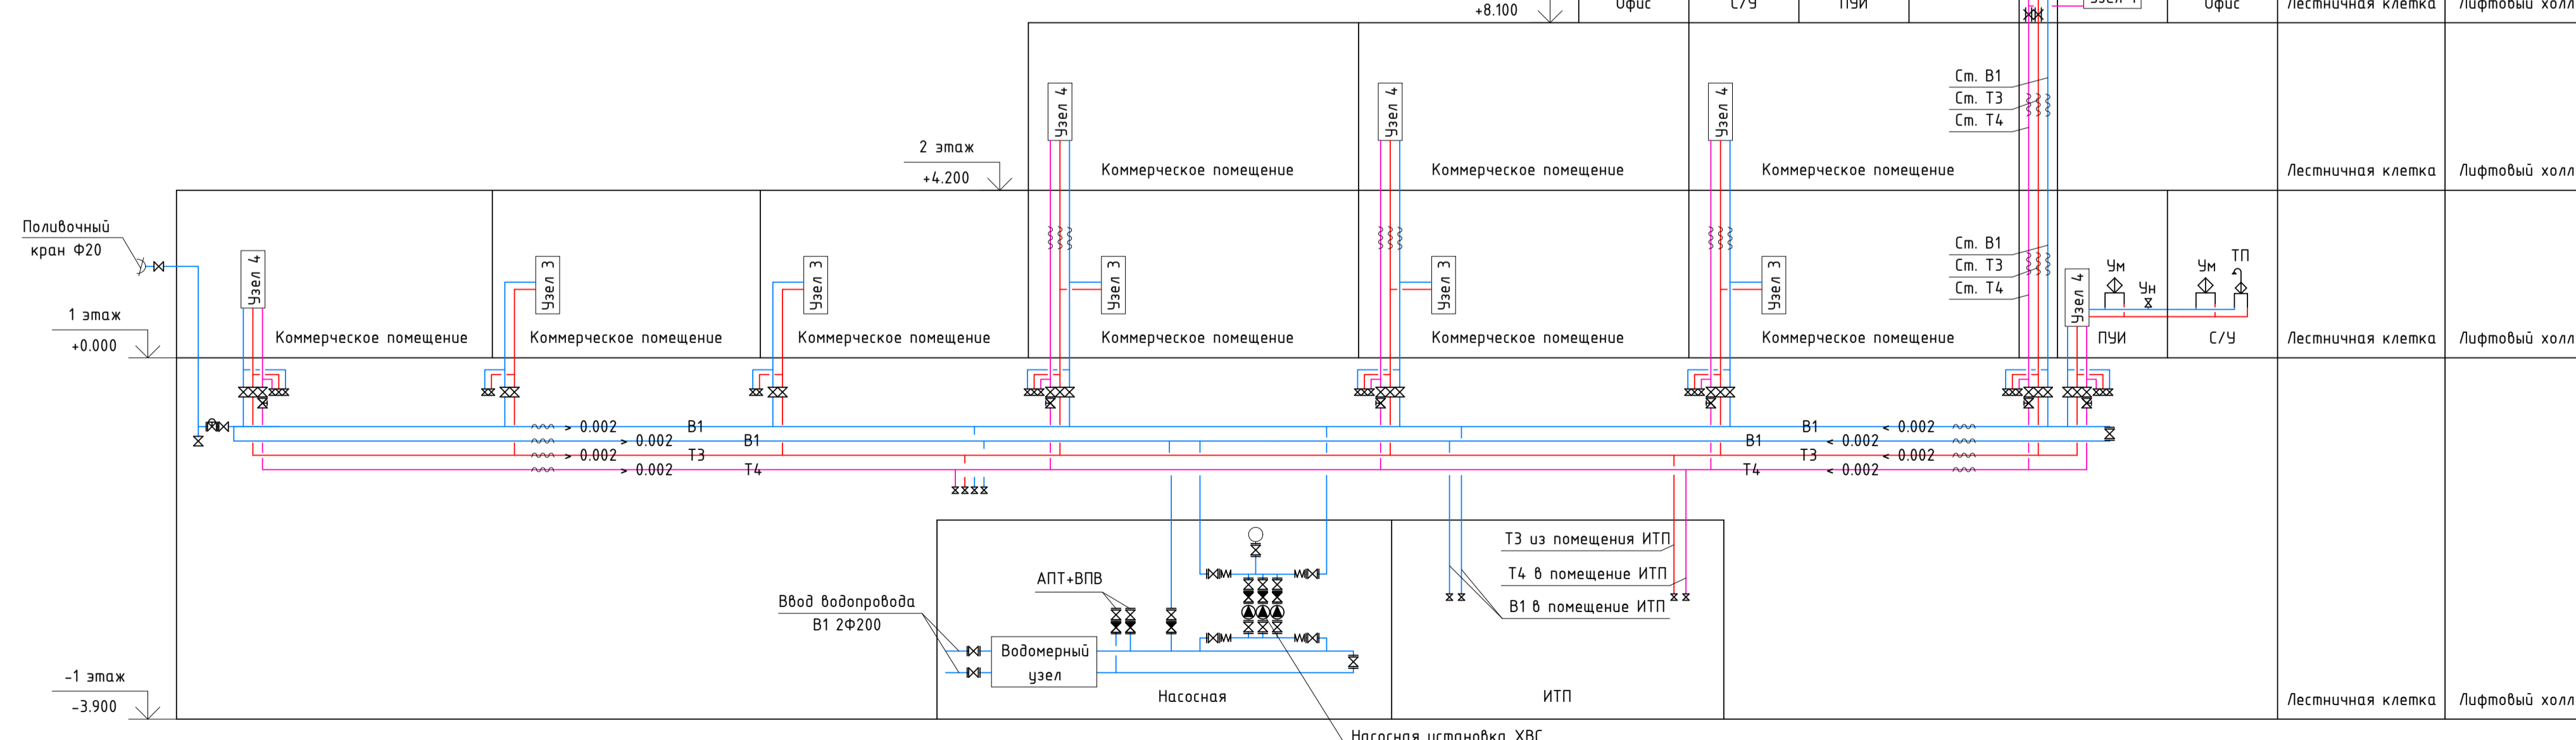 +8.100
Офис
С/У
ПУИ
Узел 4
Офис
Лестничная клетка
Лифтовый холл
Узел 4
Узел 4
Узел 4
Ст. В1
Ст. Т3
Ст. Т4
2 этаж
+4.200
Коммерческое помещение
Коммерческое помещение
Коммерческое помещение
Лестничная клетка
Лифтовый холл
Поливочный
кран Ф20
Узел 4
Узел 3
Узел 3
Узел 3
Узел 3
Узел 3
Ст. В1
Ст. Т3
Ст. Т4
Узел 4
Ум
Ун
Ум
ТП
1 этаж
+0.000
Коммерческое помещение
Коммерческое помещение
Коммерческое помещение
Коммерческое помещение
Коммерческое помещение
Коммерческое помещение
ПУИ
С/У
Лестничная клетка
Лифтовый холл
> 0.002
В1
В1
< 0.002
> 0.002
В1
В1
< 0.002
> 0.002
Т3
Т3
< 0.002
> 0.002
Т4
Т4
< 0.002
Т3 из помещения ИТП
Т4 в помещение ИТП
В1 в помещение ИТП
АПТ+ВПВ
Ввод водопровода
В1 2Ф200
Водомерный
узел
Насосная
ИТП
-1 этаж
-3.900
Лестничная клетка
Лифтовый холл
Насосная установка ХВС